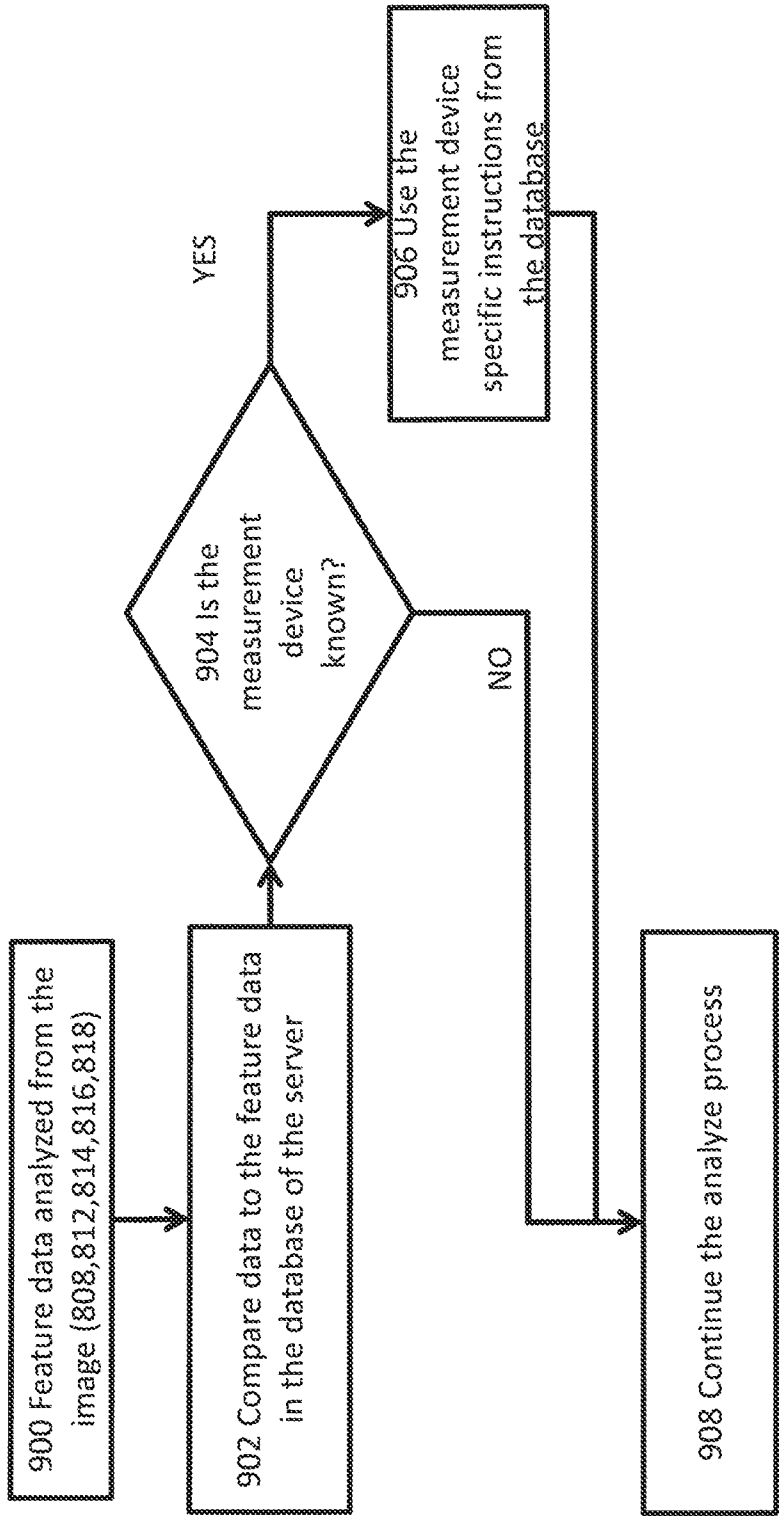 900 Feature data analyzed from the
image (808,812,814,816,818)
902 Compare data to the feature data
in the database of the server
904 Is the
measurement
device
known?
YES
906 Use the
measurement device
specific instructions from
the database
NO
908 Continue the analyze process